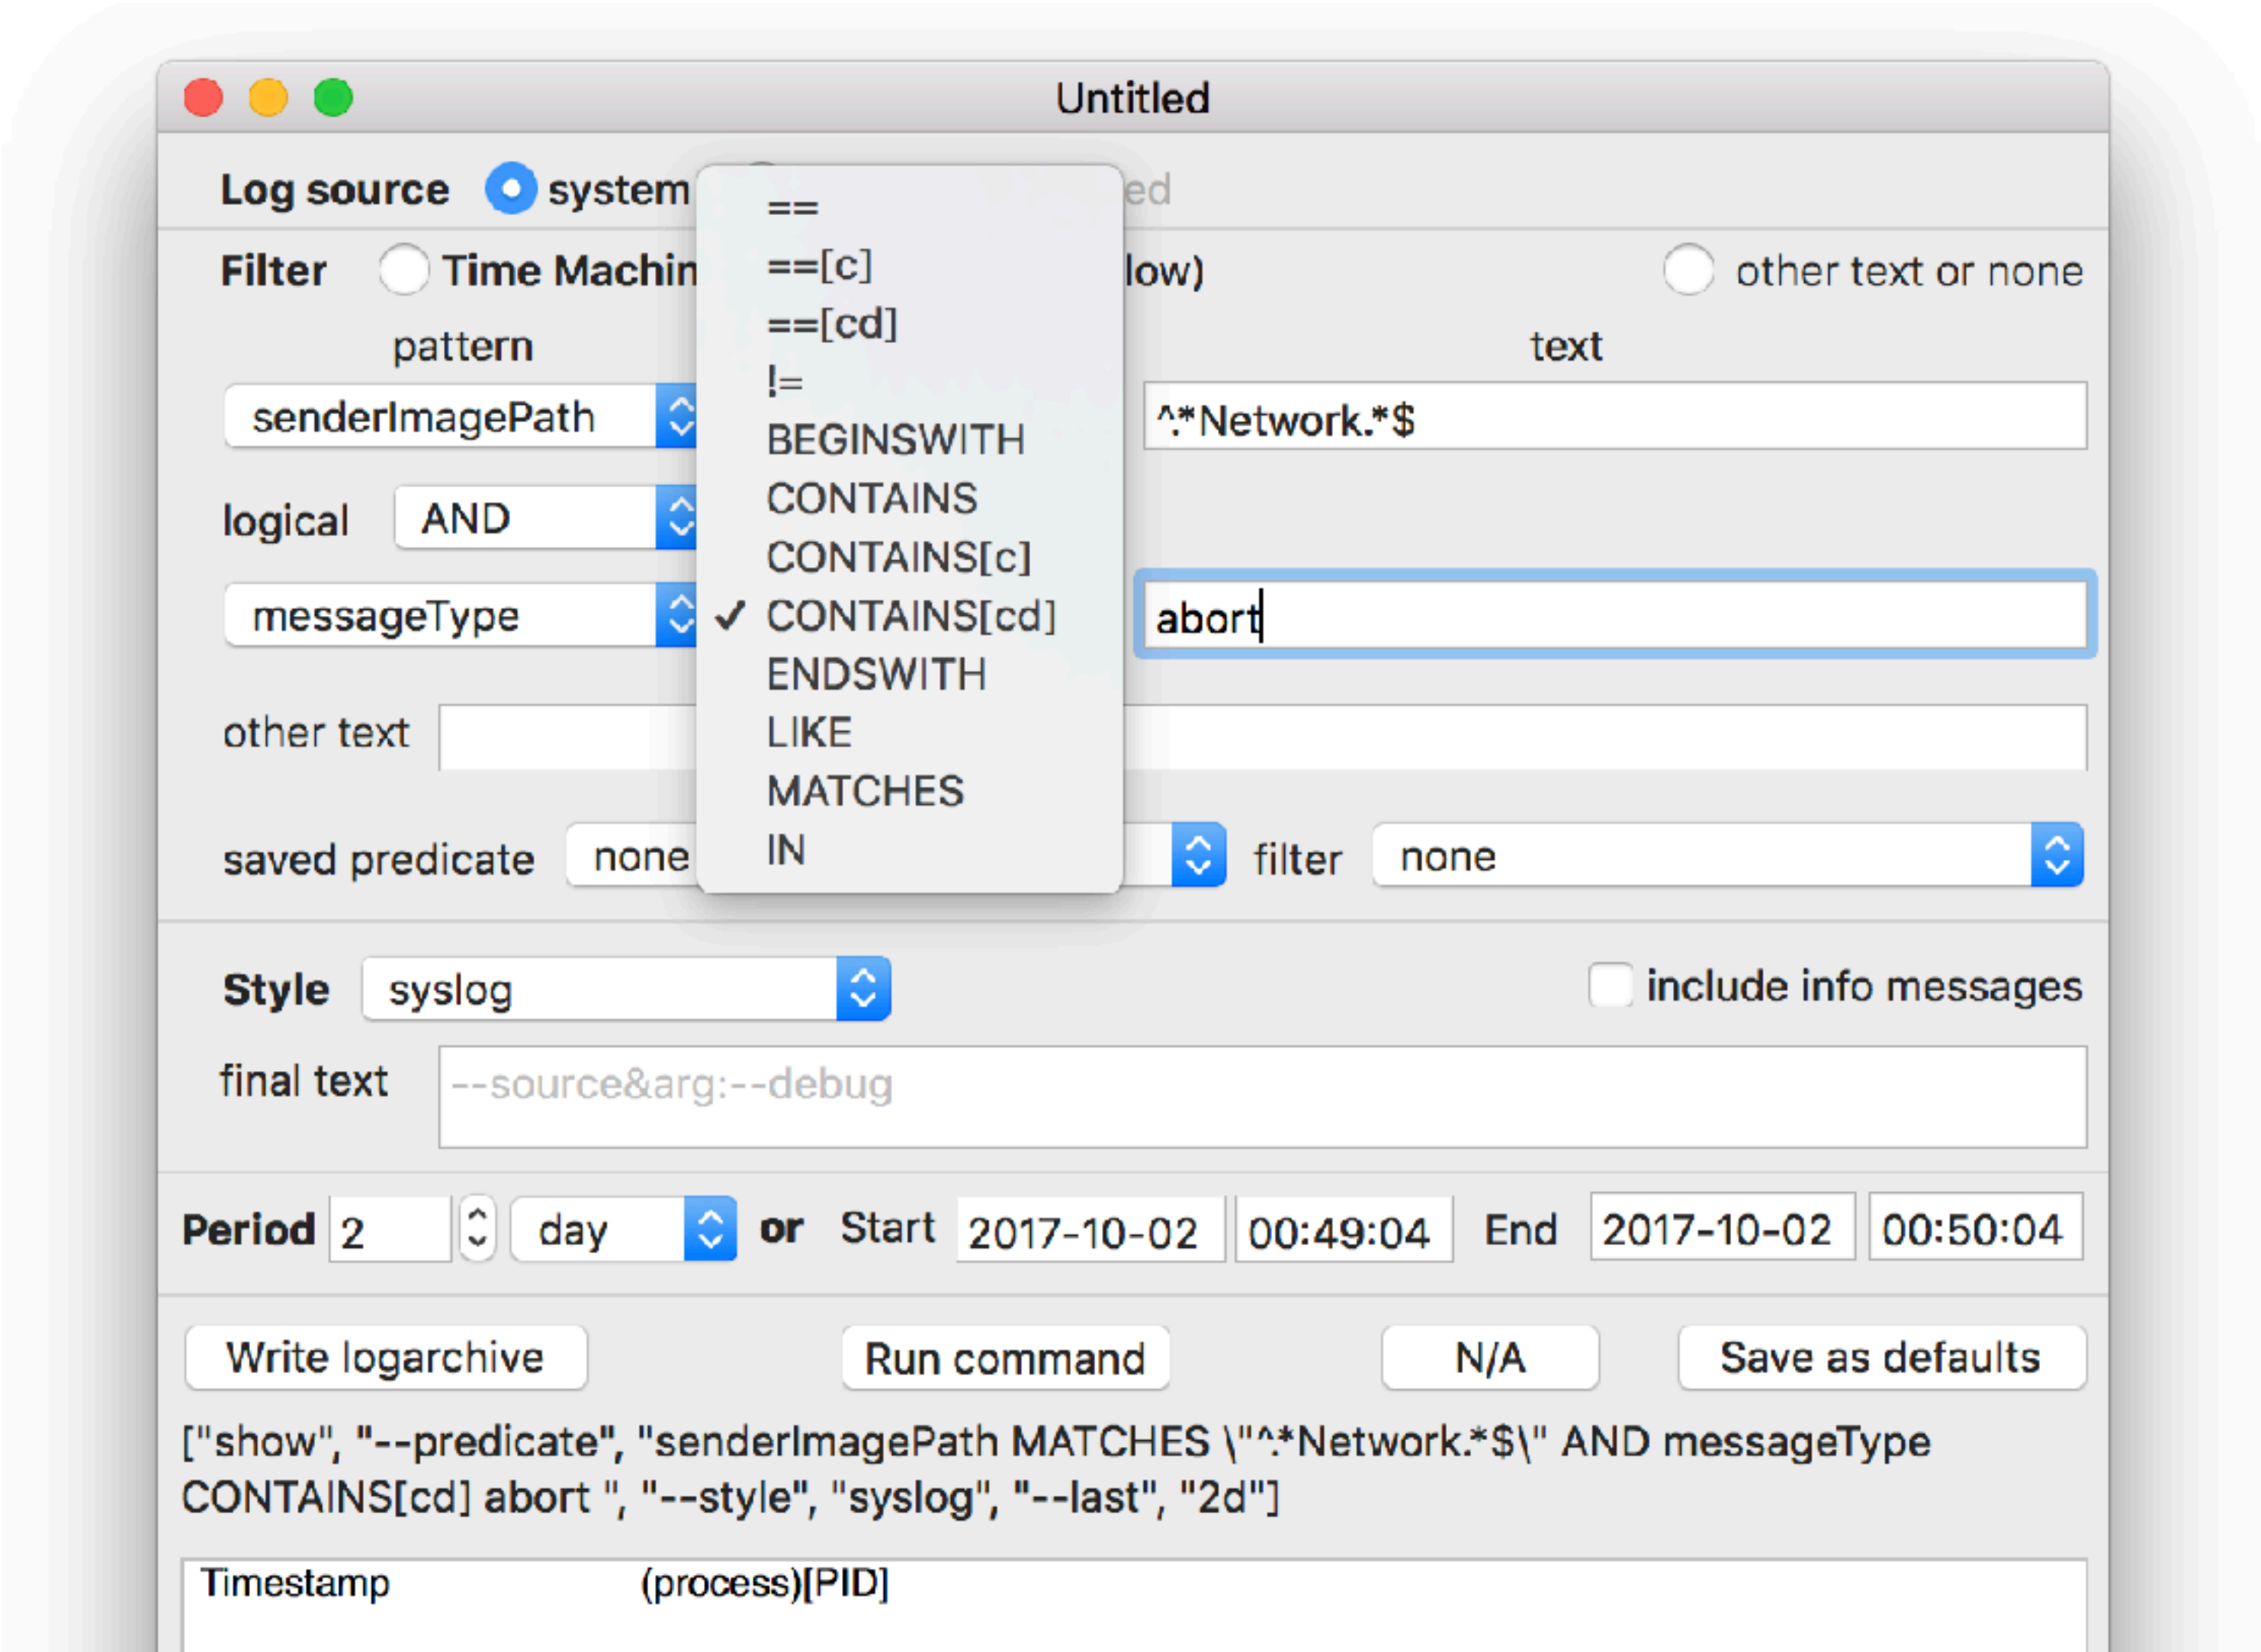 Untitled
Log source system ed
Filter Time Machin low) other text or none
pattern text
senderImagePath ^.*Network.*$
logical AND
messageType abort
==
==[c]
==[cd]
!=
BEGINSWITH
CONTAINS
CONTAINS[c]
✓ CONTAINS[cd]
ENDSWITH
LIKE
MATCHES
IN
other text
saved predicate none filter none
Style syslog include info messages
final text --source&arg:--debug
Period 2 day or Start 2017-10-02 00:49:04 End 2017-10-02 00:50:04
Write logarchive Run command N/A Save as defaults
["show", "--predicate", "senderImagePath MATCHES \"^.*Network.*$\" AND messageType
CONTAINS[cd] abort ", "--style", "syslog", "--last", "2d"]
Timestamp (process)[PID]